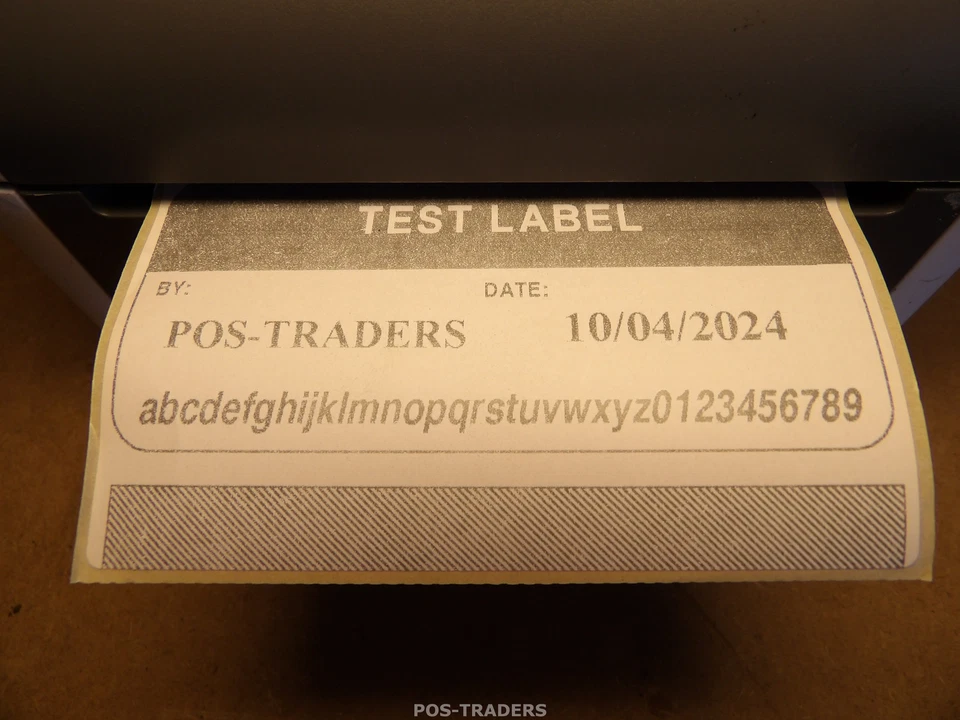 TEST LABEL
BY: DATE:
POS-TRADERS 10/04/2024
abcdefghijklmnopqrstuvwxyz0123456789
POS-TRADERS